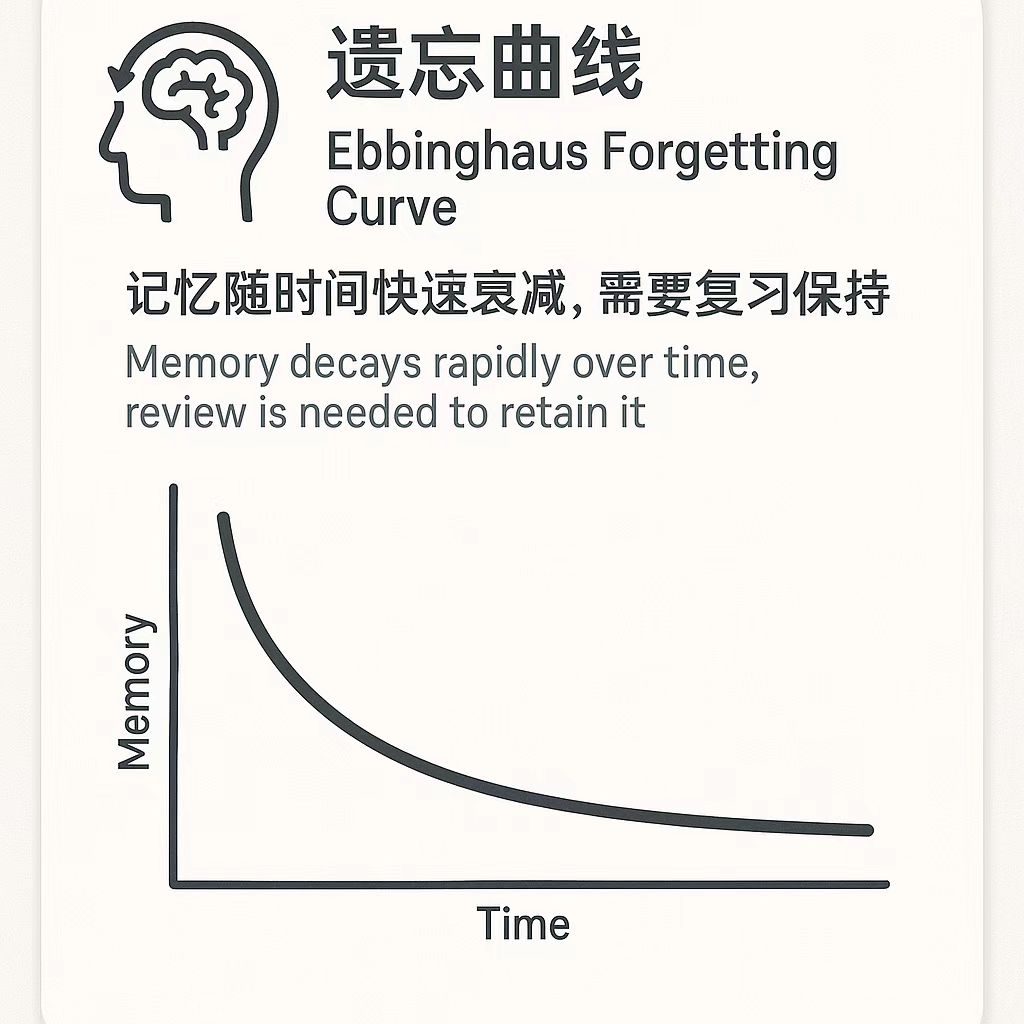 遗忘曲线
Ebbinghaus Forgetting
Curve
记忆随时间快速衰减, 需要复习保持
Memory decays rapidly over time,
review is needed to retain it
Memory
Time